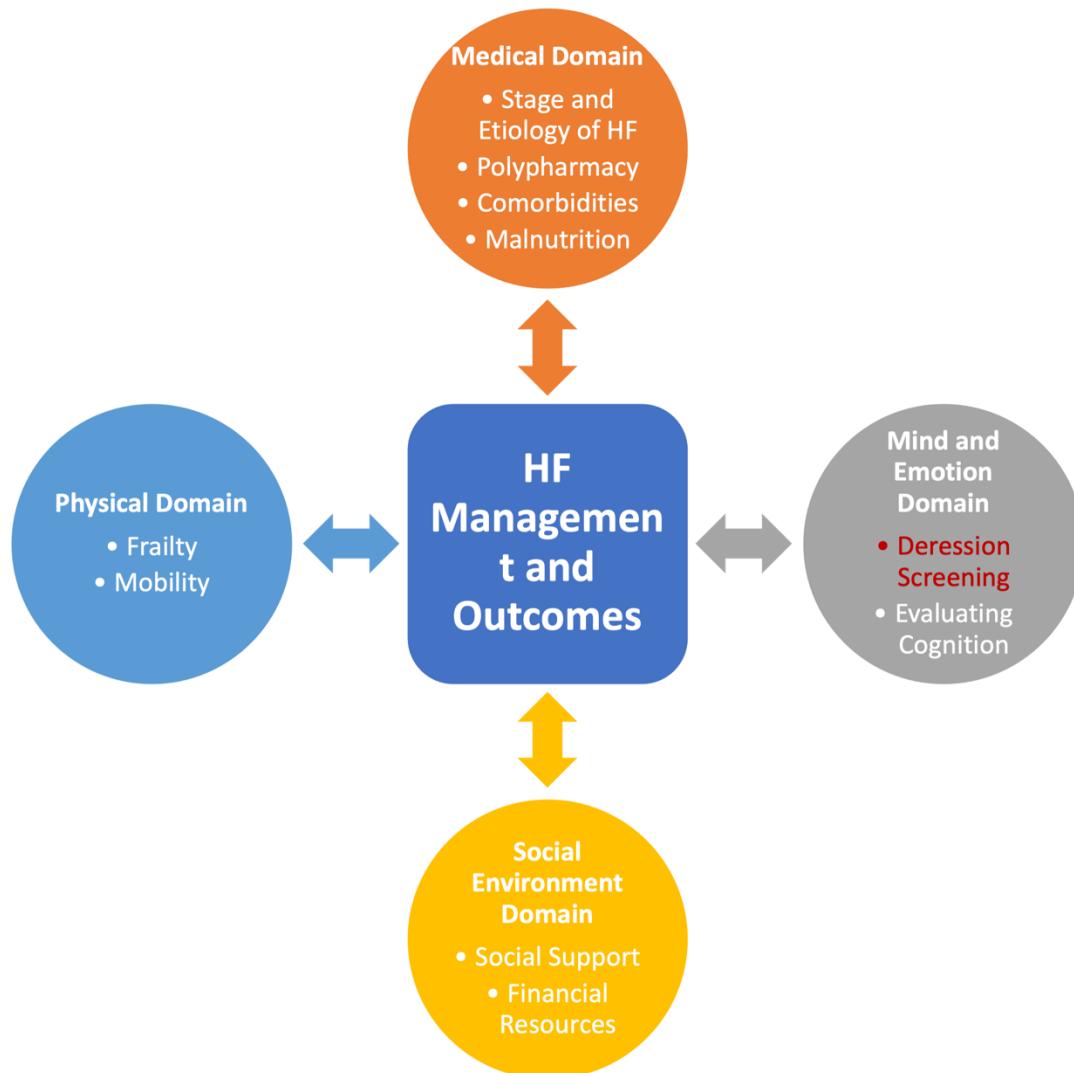 Medical Domain
• Stage and
Etiology of HF
• Polypharmacy
• Comorbidities
• Malnutrition
Physical Domain
• Frailty
• Mobility
HF
Managemen
t and
Outcomes
Mind and
Emotion
Domain
• Deression
Screening
• Evaluating
Cognition
Social
Environment
Domain
• Social Support
• Financial
Resources